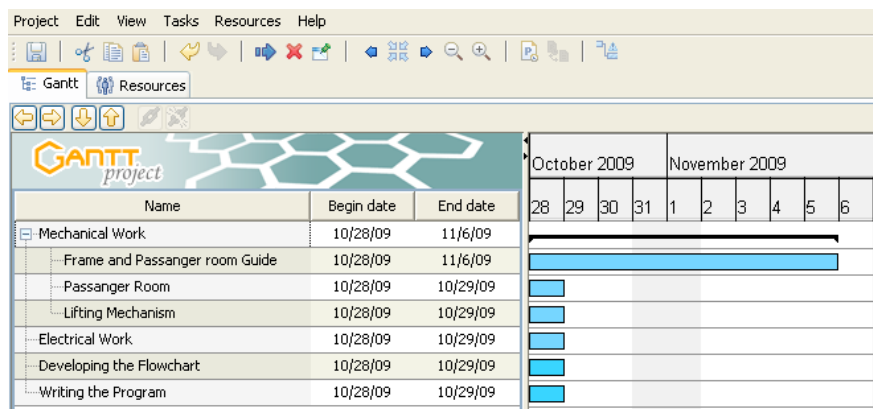 Project Edit View Tasks Resources Help
Gantt Resources
GANTT project
October 2009 November 2009
Name Begin date End date 28 29 30 31 1 2 3 4 5 6
Mechanical Work 10/28/09 11/6/09
Frame and Passanger room Guide 10/28/09 11/6/09
Passanger Room 10/28/09 10/29/09
Lifting Mechanism 10/28/09 10/29/09
Electrical Work 10/28/09 10/29/09
Developing the Flowchart 10/28/09 10/29/09
Writing the Program 10/28/09 10/29/09